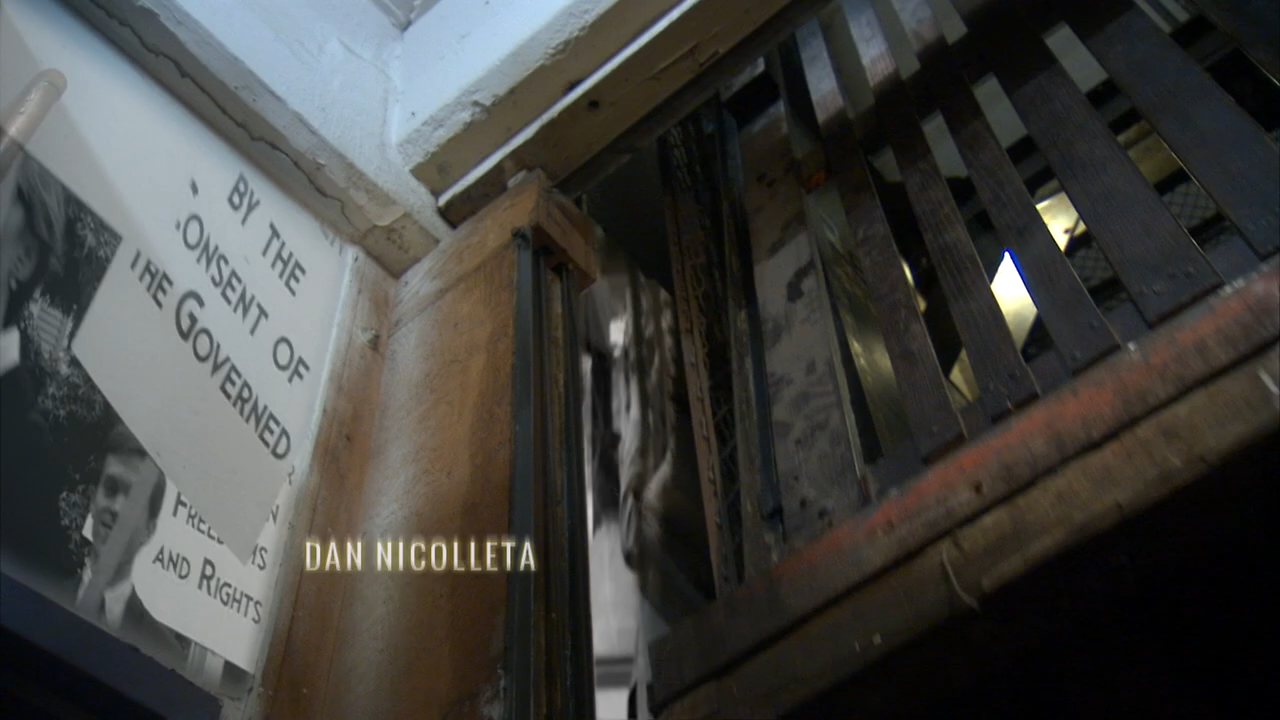 BY THE
ONSENT OF
THE GOVERNED
AND RIGHTS
DAN NICOLLETA